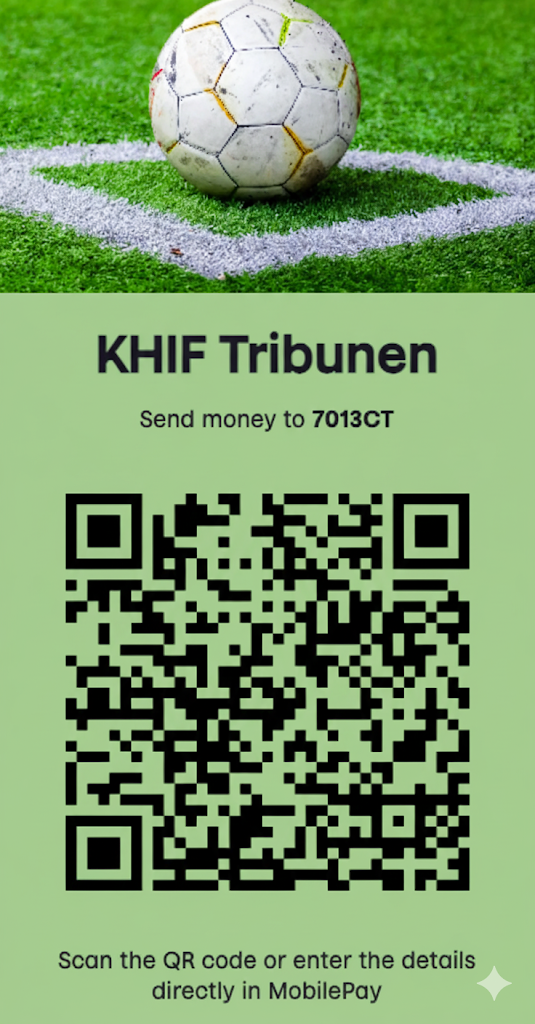 KHIF Tribunen
Send money to 7013CT
Scan the QR code or enter the details
directly in MobilePay